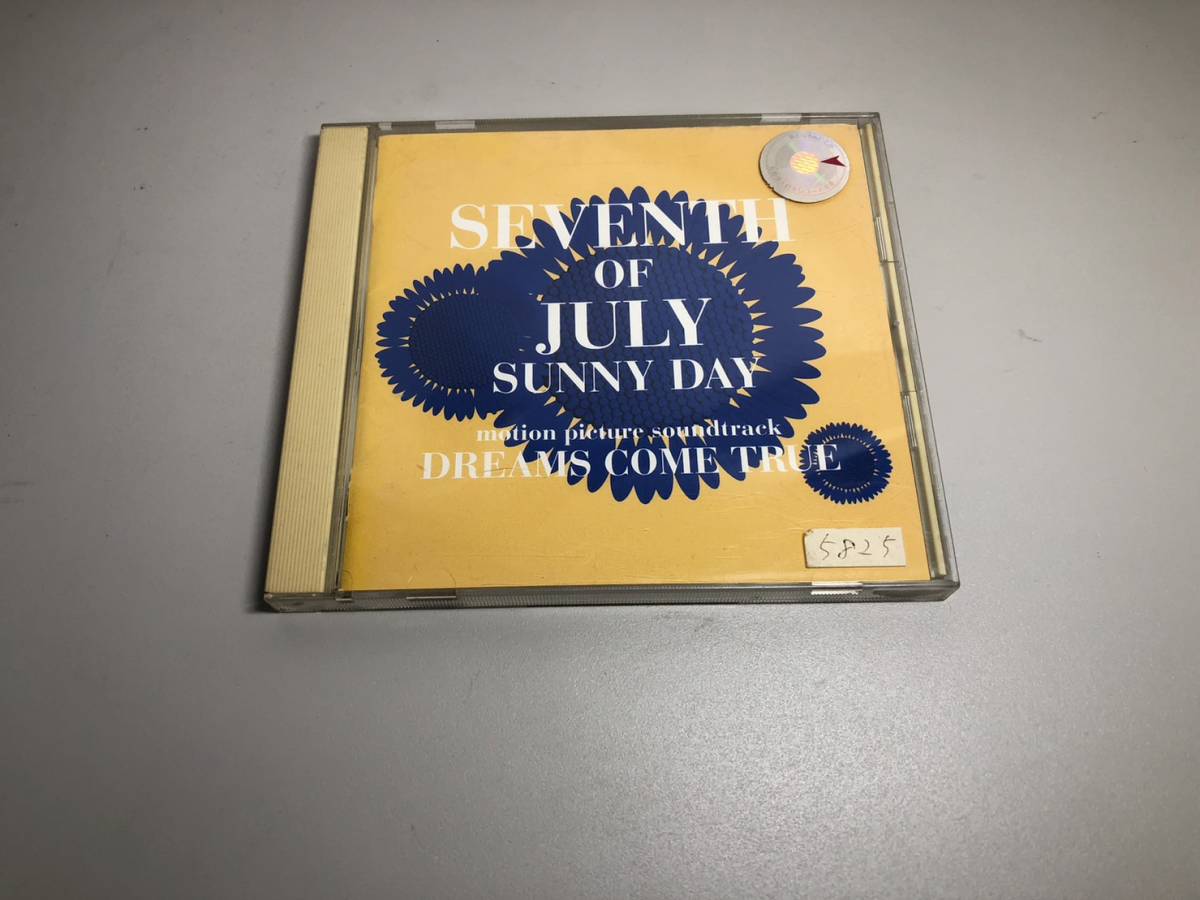 SEVENTH
OF
JULY
SUNNY DAY
motion picture soundtrack
DREAMS COME TRUE
5825